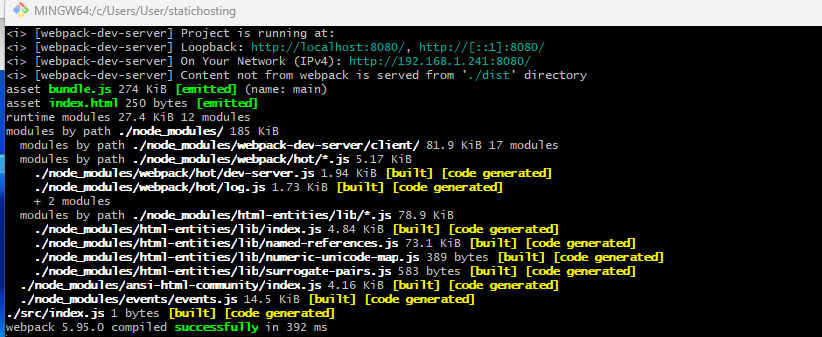 MINGW64:/c/Users/User/statichosting
<i> [webpack-dev-server] Project is running at:
<i> [webpack-dev-server] Loopback: http://localhost:8080/, http://[::1]:8080/
<i> [webpack-dev-server] On Your Network (IPv4): http://192.168.1.241:8080/
<i> [webpack-dev-server] Content not from webpack is served from './dist' directory
asset bundle.js 274 KiB [emitted] (name: main)
asset index.html 250 bytes [emitted]
runtime modules 27.4 KiB 12 modules
modules by path ./node_modules/ 185 KiB
  modules by path ./node_modules/webpack-dev-server/client/ 81.9 KiB 17 modules
  modules by path ./node_modules/webpack/hot/*.js 5.17 KiB
    ./node_modules/webpack/hot/dev-server.js 1.94 KiB [built] [code generated]
    ./node_modules/webpack/hot/log.js 1.73 KiB [built] [code generated]
    + 2 modules
  modules by path ./node_modules/html-entities/lib/*.js 78.9 KiB
    ./node_modules/html-entities/lib/index.js 4.84 KiB [built] [code generated]
    ./node_modules/html-entities/lib/named-references.js 73.1 KiB [built] [code generated]
    ./node_modules/html-entities/lib/numeric-unicode-map.js 389 bytes [built] [code generated]
    ./node_modules/html-entities/lib/surrogate-pairs.js 583 bytes [built] [code generated]
  ./node_modules/ansi-html-community/index.js 4.16 KiB [built] [code generated]
  ./node_modules/events/events.js 14.5 KiB [built] [code generated]
./src/index.js 1 bytes [built] [code generated]
webpack 5.95.0 compiled successfully in 392 ms